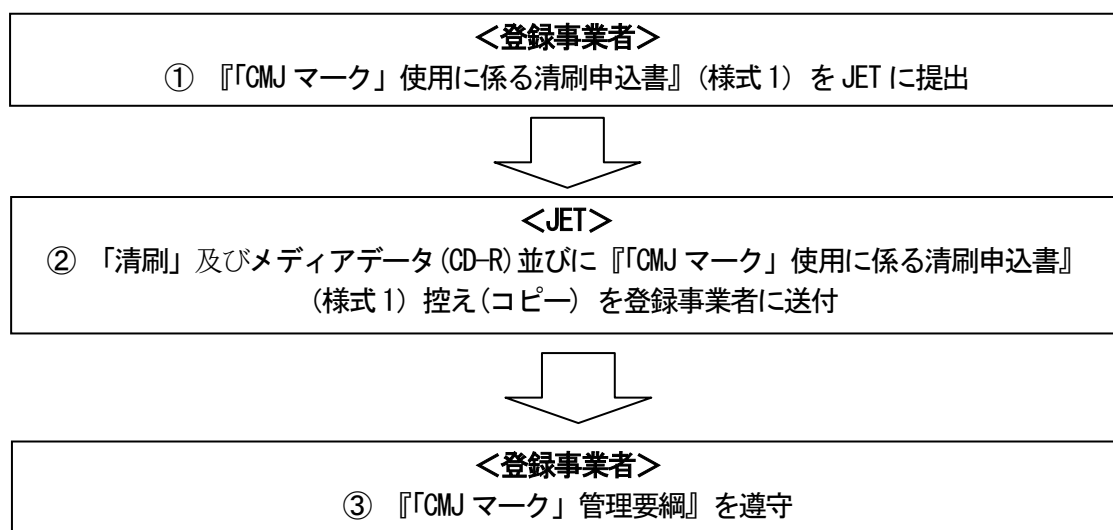 ＜登録事業者＞
① 『「CMJ マーク」使用に係る清刷申込書』（様式 1）を JET に提出
＜JET＞
② 「清刷」及びメディアデータ(CD-R)並びに『「CMJ マーク」使用に係る清刷申込書』
（様式 1）控え(コピー）を登録事業者に送付
＜登録事業者＞
③ 『「CMJ マーク」管理要綱』を遵守